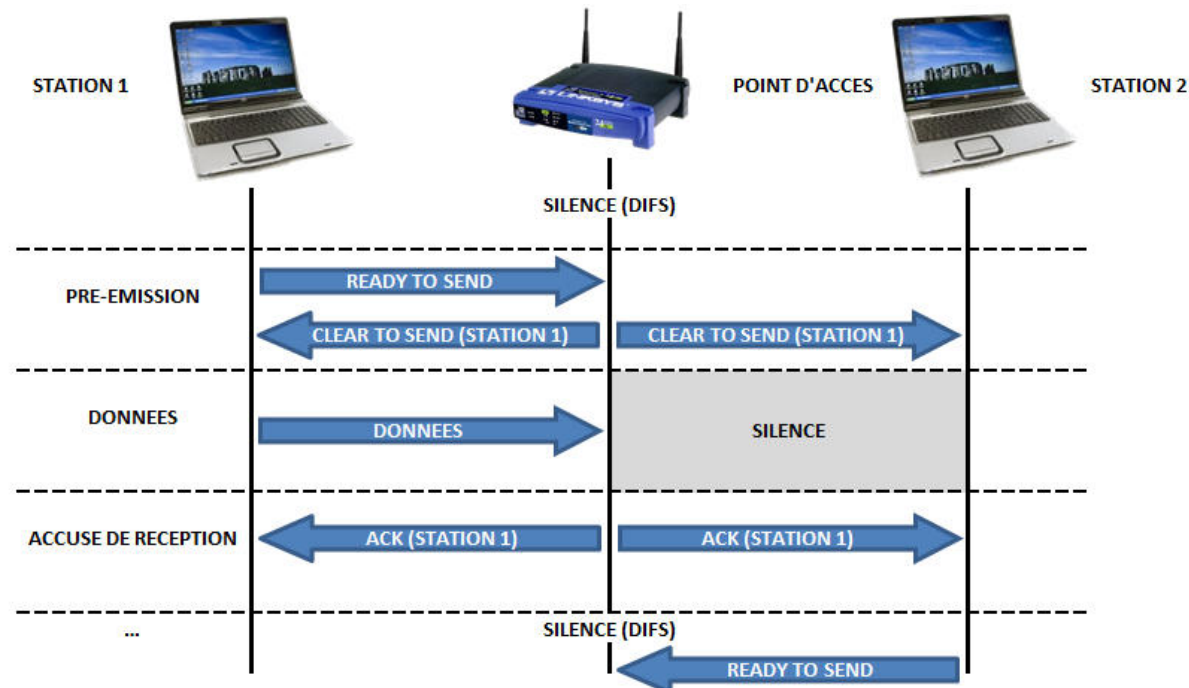 STATION 1
LINKSYS
POINT D'ACCES
STATION 2
SILENCE (DIFS)
PRE-EMISSION
READY TO SEND
CLEAR TO SEND (STATION 1)
CLEAR TO SEND (STATION 1)
DONNEES
DONNEES
SILENCE
ACCUSE DE RECEPTION
ACK (STATION 1)
ACK (STATION 1)
...
SILENCE (DIFS)
READY TO SEND